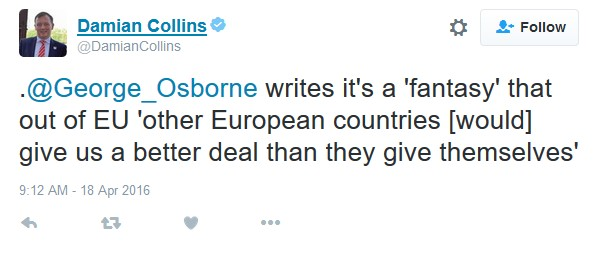 Damian Collins
@DamianCollins
Follow
.@George_Osborne writes it's a 'fantasy' that
out of EU 'other European countries [would]
give us a better deal than they give themselves'
9:12 AM - 18 Apr 2016